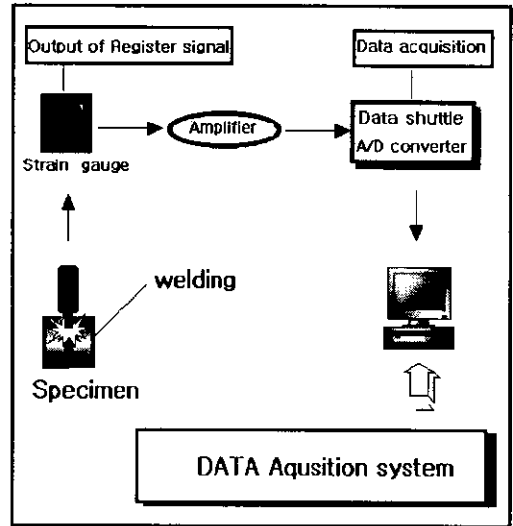 Output of Register signal
Data acquisition
Amplifier
Data shuttle
A/D converter
Strain gauge
welding
Specimen
DATA Aqusition system